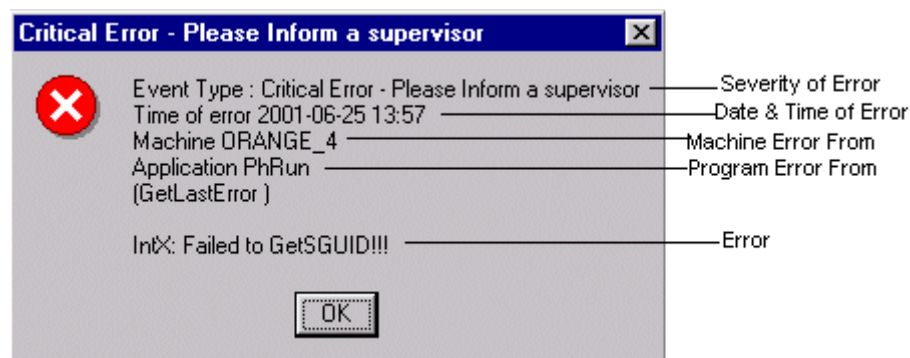 Critical Error - Please Inform a supervisor
Event Type : Critical Error - Please Inform a supervisor
Severity of Error
Time of error 2001-06-25 13:57
Date & Time of Error
Machine ORANGE_4
Machine Error From
Application PhRun
Program Error From
(GetLastError )
IntX: Failed to GetSGUID!!!
Error
OK